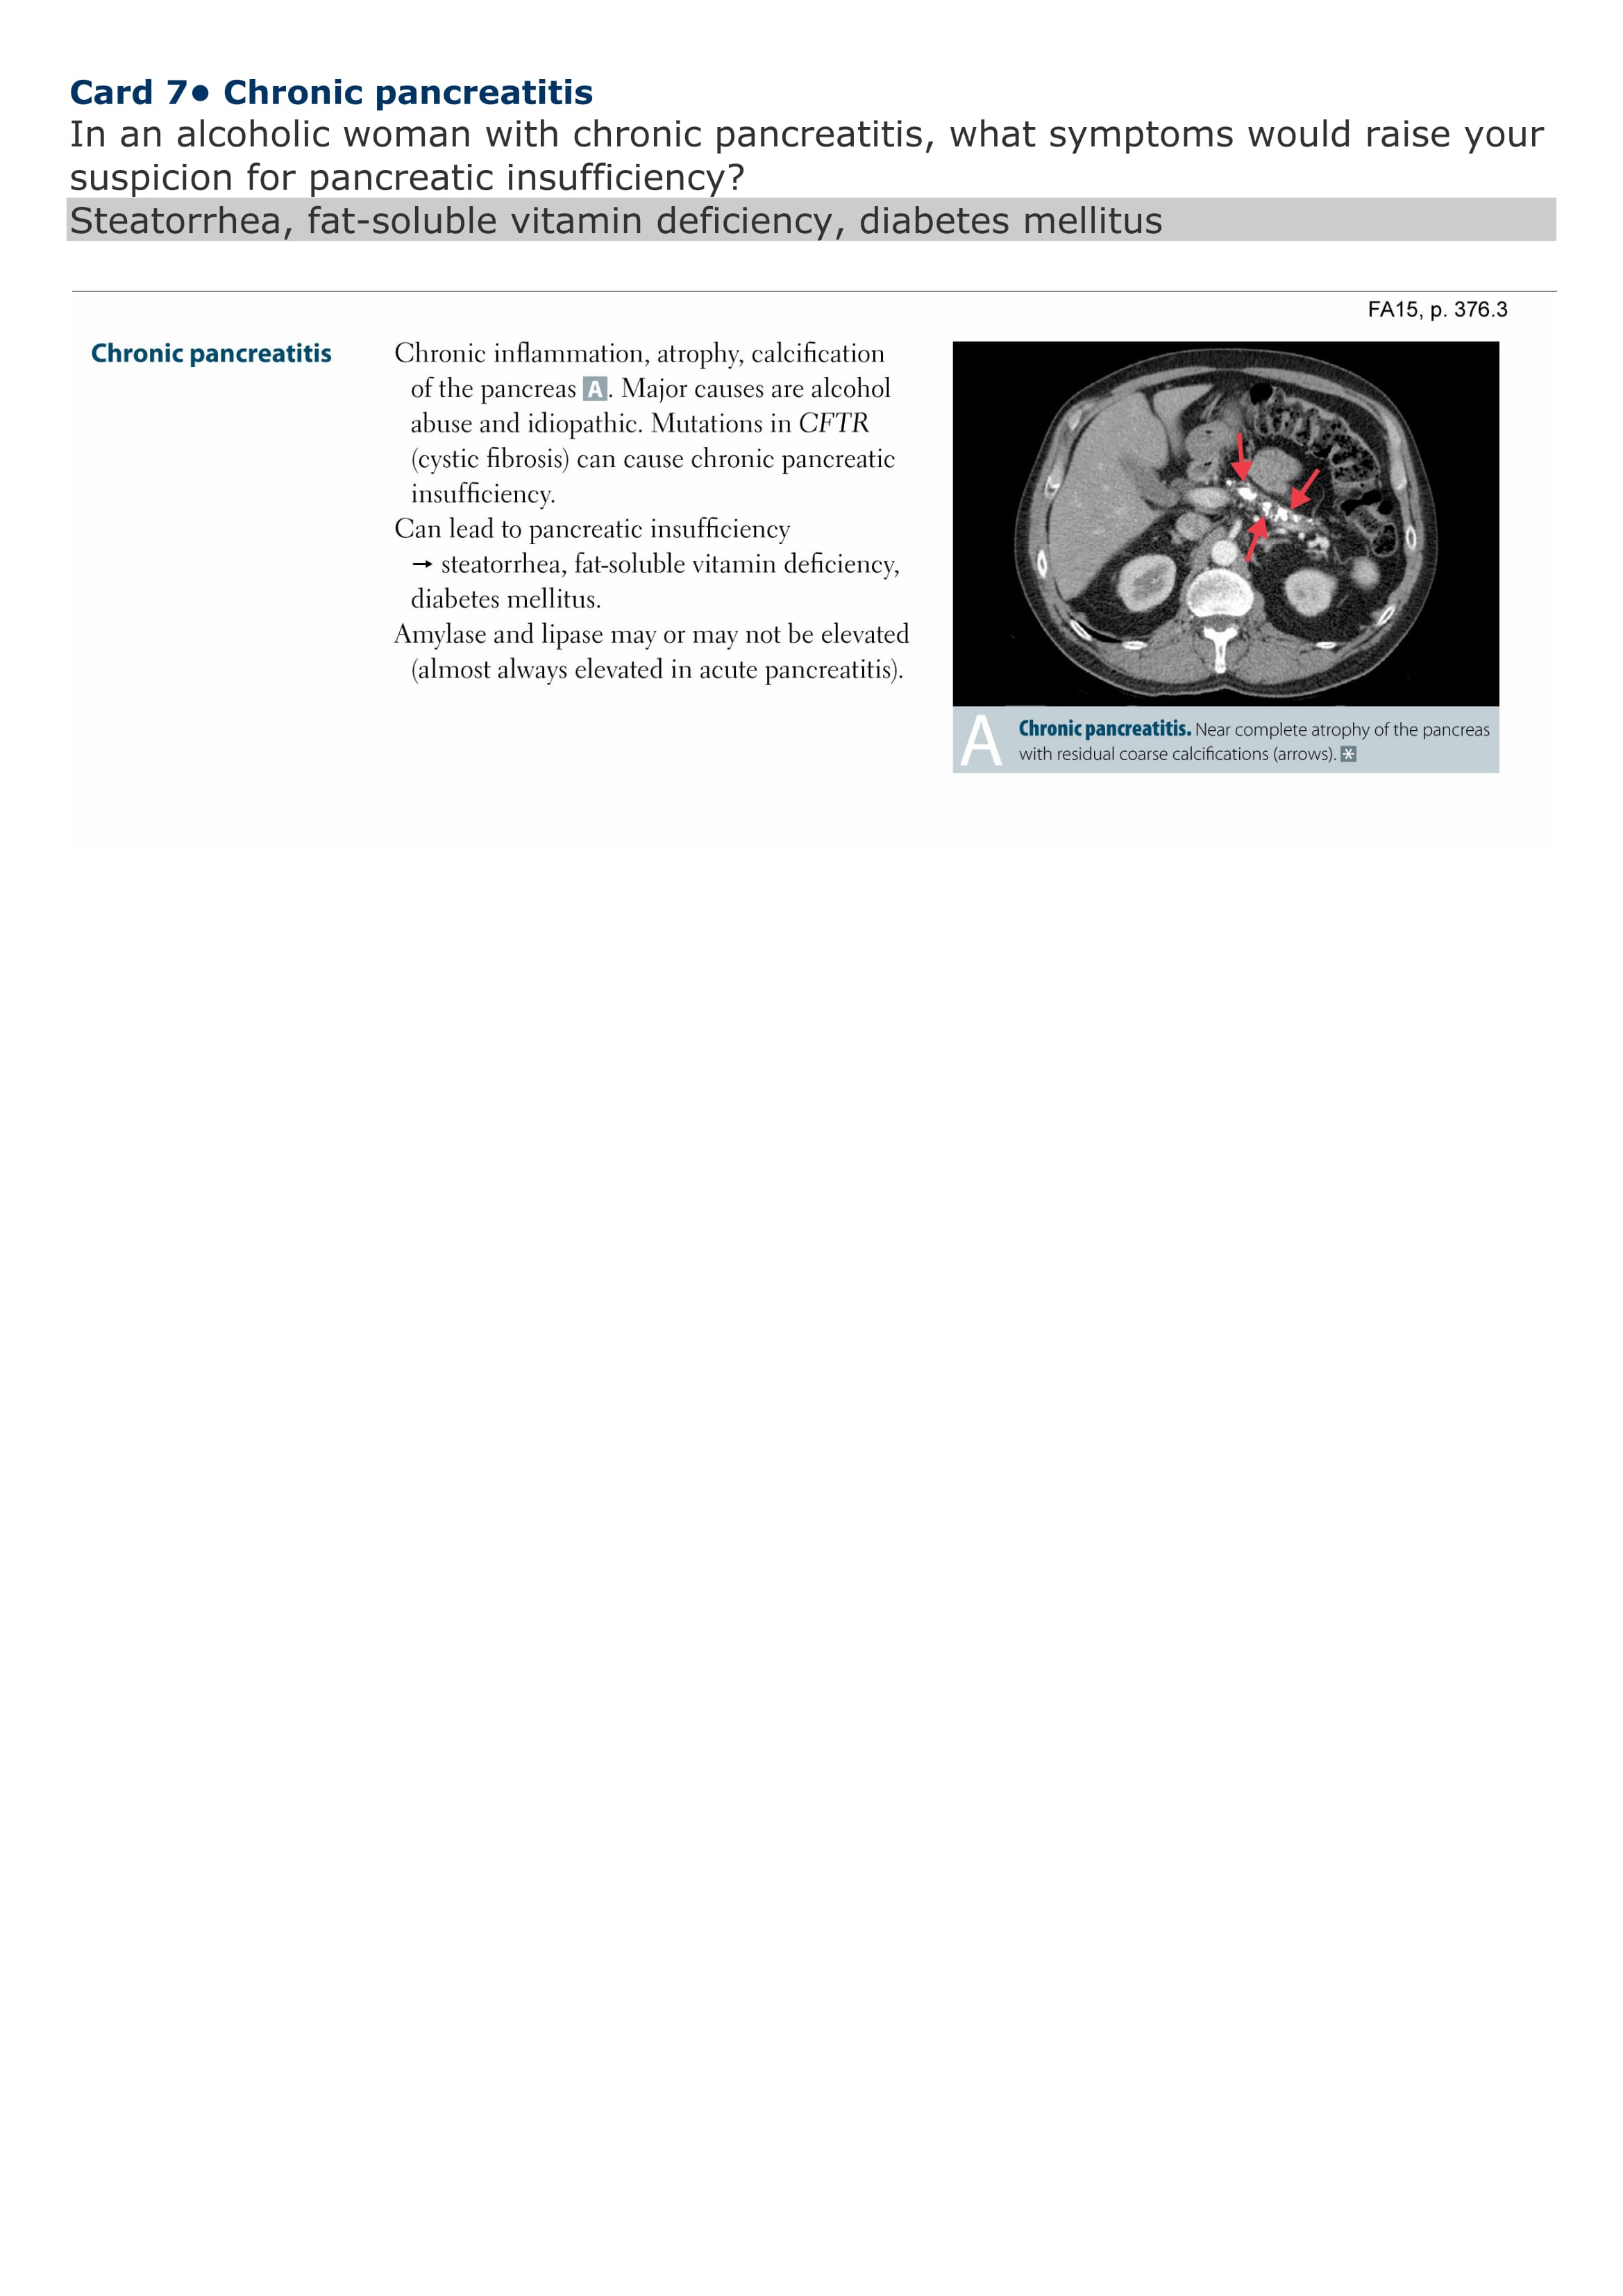 Card 7• Chronic pancreatitis
In an alcoholic woman with chronic pancreatitis, what symptoms would raise your
suspicion for pancreatic insufficiency?
Steatorrhea, fat-soluble vitamin deficiency, diabetes mellitus
FA15, p. 376.3
Chronic pancreatitis
Chronic inflammation, atrophy, calcification
of the pancreas A. Major causes are alcohol
abuse and idiopathic. Mutations in CFTR
(cystic fibrosis) can cause chronic pancreatic
insufficiency.
Can lead to pancreatic insufficiency
→ steatorrhea, fat-soluble vitamin deficiency,
diabetes mellitus.
Amylase and lipase may or may not be elevated
(almost always elevated in acute pancreatitis).
A
Chronic pancreatitis. Near complete atrophy of the pancreas
with residual coarse calcifications (arrows). *